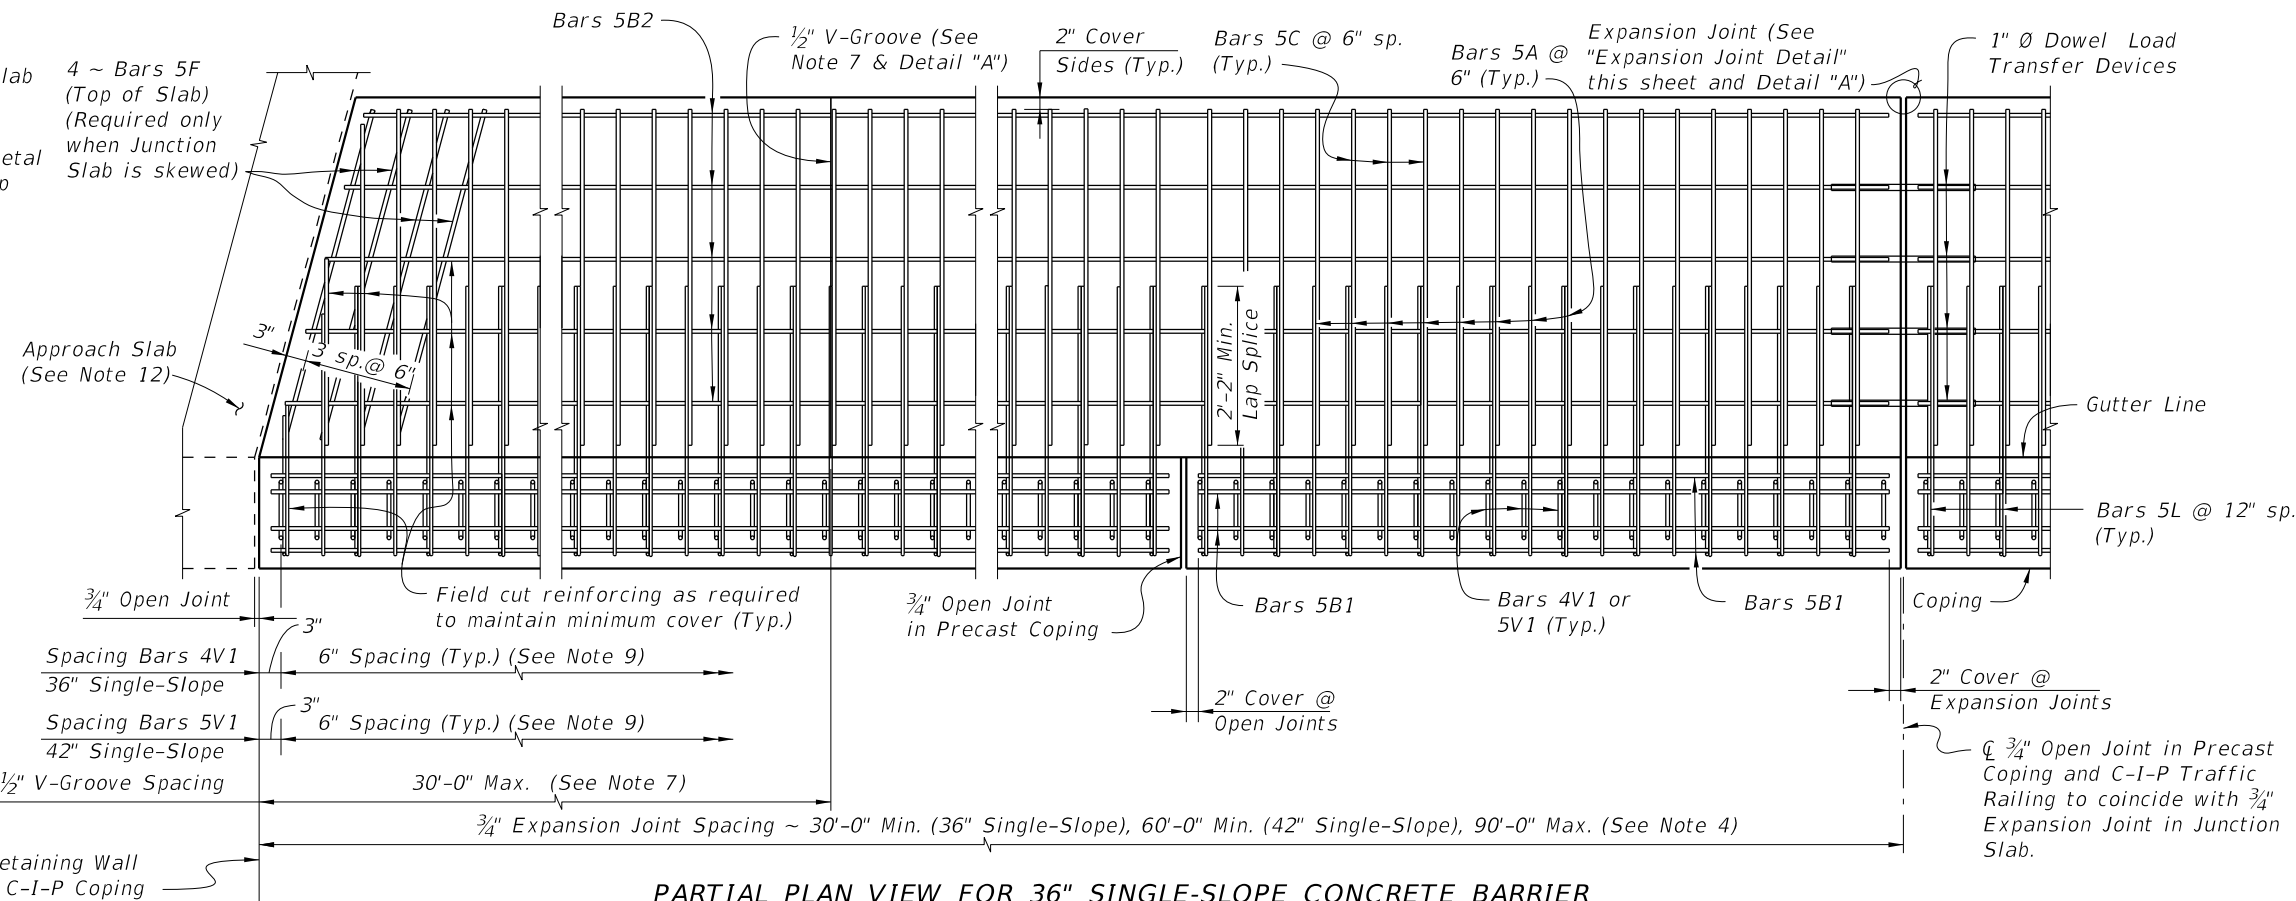 lab
etal
p
4 ~ Bars 5F
(Top of Slab)
(Required only
when Junction
Slab is skewed)
Bars 5B2
½" V-Groove (See
Note 7 & Detail "A")
2" Cover
Sides (Typ.)
Bars 5C @ 6" sp.
(Typ.)
Bars 5A @
6" (Typ.)
Expansion Joint (See
"Expansion Joint Detail"
this sheet and Detail "A")
1" Ø Dowel Load
Transfer Devices
3"
3 sp.@ 6"
Approach Slab
(See Note 12)
2'-2" Min.
Lap Splice
Gutter Line
Bars 5L @ 12" sp.
(Typ.)
¾" Open Joint
Field cut reinforcing as required
to maintain minimum cover (Typ.)
¾" Open Joint
in Precast Coping
Bars 5B1
Bars 4V1 or
5V1 (Typ.)
Bars 5B1
Coping
3"
Spacing Bars 4V1
36" Single-Slope
6" Spacing (Typ.) (See Note 9)
3"
Spacing Bars 5V1
42" Single-Slope
6" Spacing (Typ.) (See Note 9)
2" Cover @
Open Joints
2" Cover @
Expansion Joints
½" V-Groove Spacing
30'-0" Max. (See Note 7)
℄ ¾" Open Joint in Precast
Coping and C-I-P Traffic
Railing to coincide with ¾"
Expansion Joint in Junction
Slab.
¾" Expansion Joint Spacing ~ 30'-0" Min. (36" Single-Slope), 60'-0" Min. (42" Single-Slope), 90'-0" Max. (See Note 4)
etaining Wall
C-I-P Coping
PARTIAL PLAN VIEW FOR 36" SINGLE-SLOPE CONCRETE BARRIER